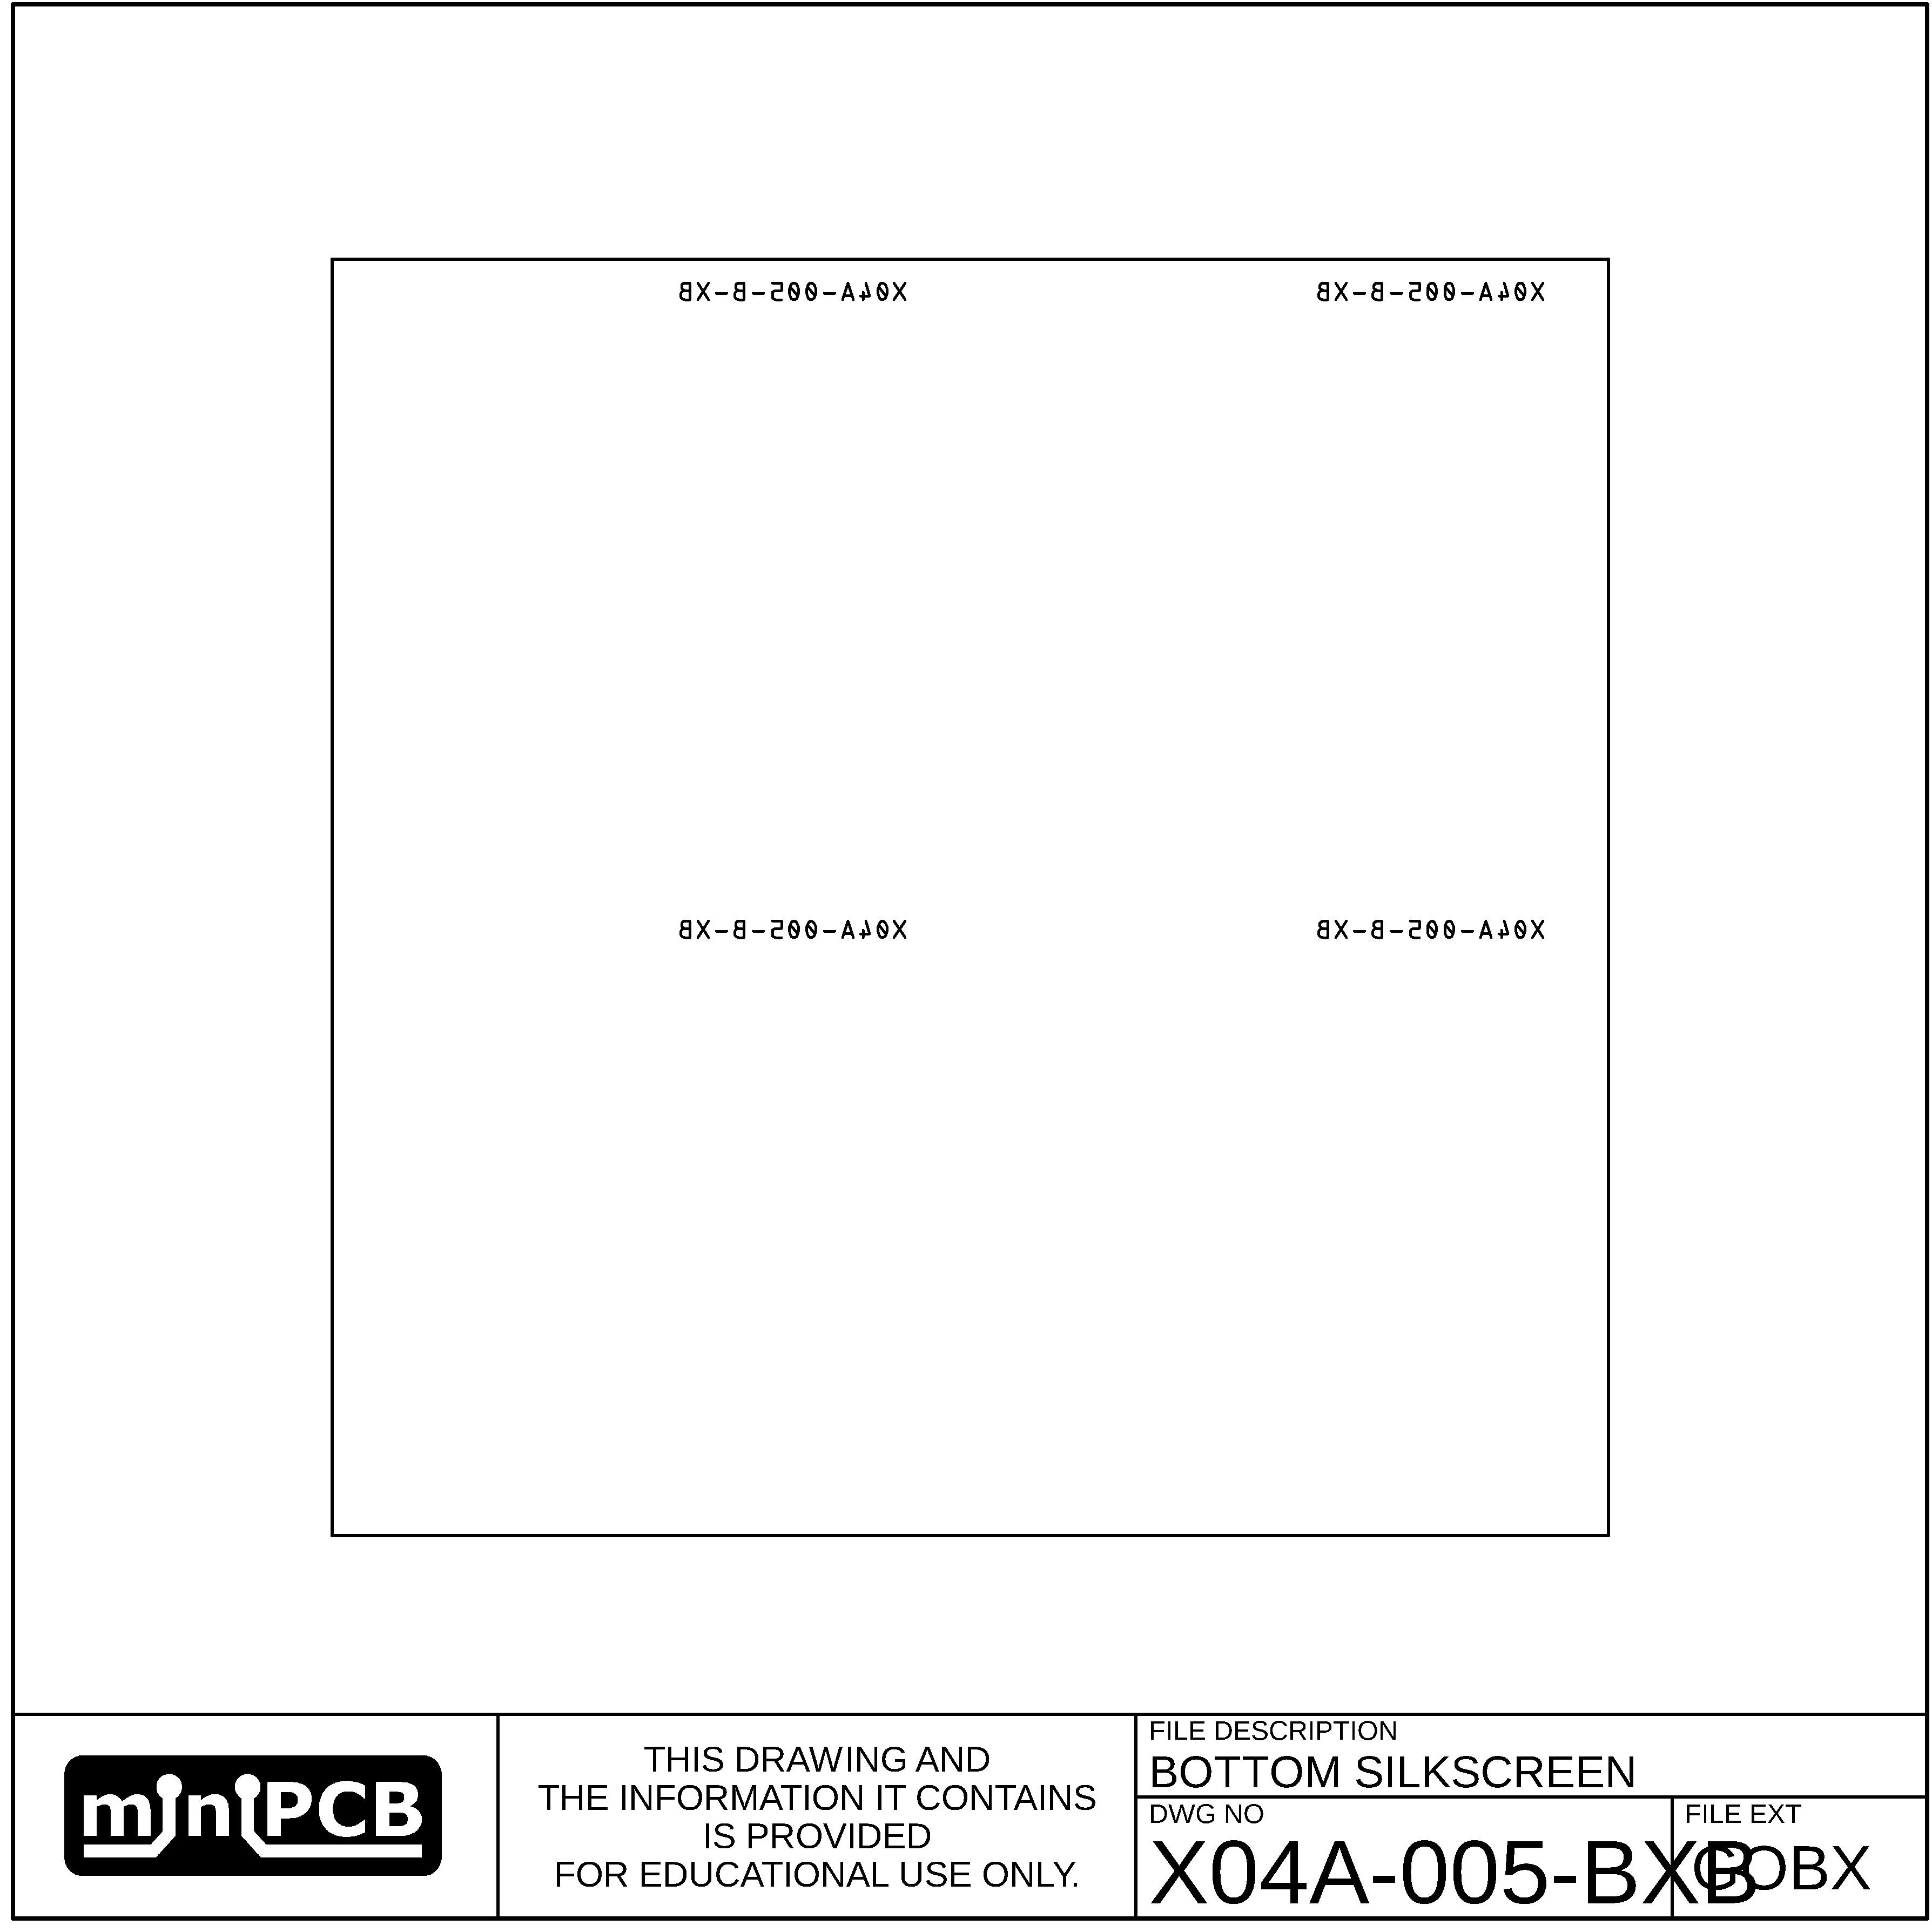 X04A-005-B-XB X04A-005-B-XB
X04A-005-B-XB X04A-005-B-XB
miniPCB
THIS DRAWING AND
THE INFORMATION IT CONTAINS
IS PROVIDED
FOR EDUCATIONAL USE ONLY.
FILE DESCRIPTION
BOTTOM SILKSCREEN
DWG NO
X04A-005-BXB
FILE EXT
GOBX